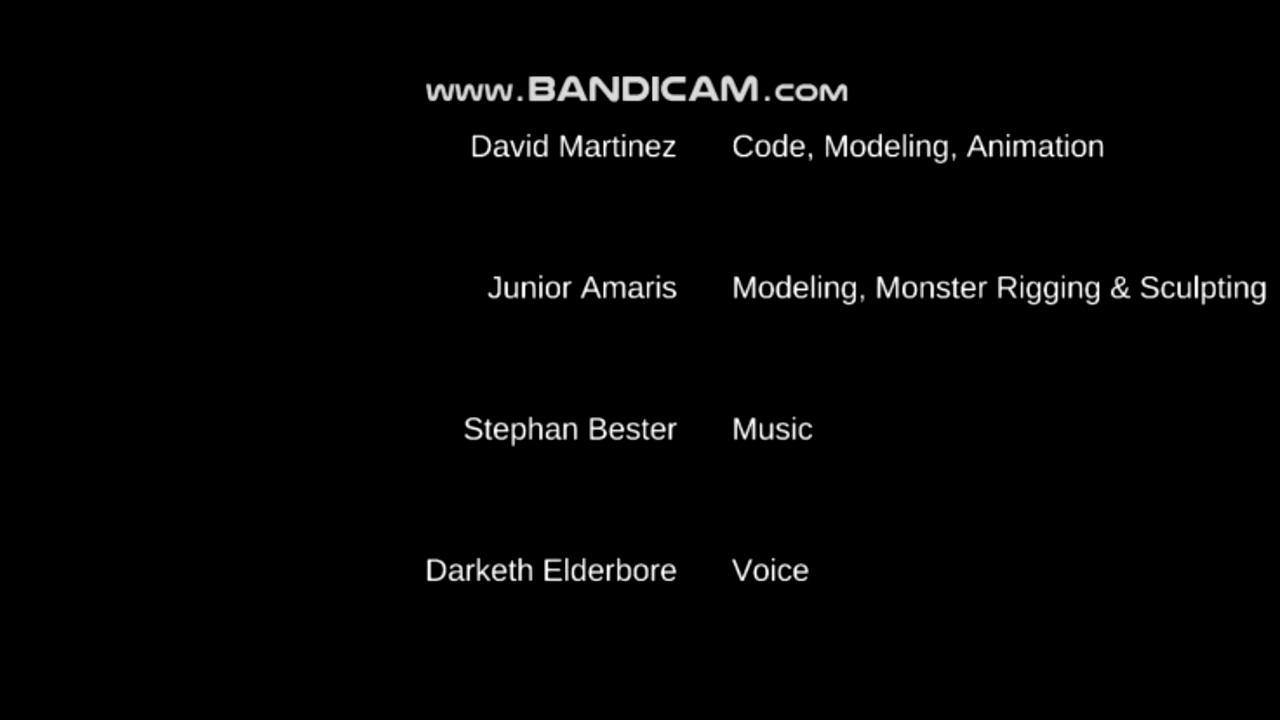 www.BANDICAM.com
David Martinez Code, Modeling, Animation
Junior Amaris Modeling, Monster Rigging & Sculpting
Stephan Bester Music
Darketh Elderbore Voice